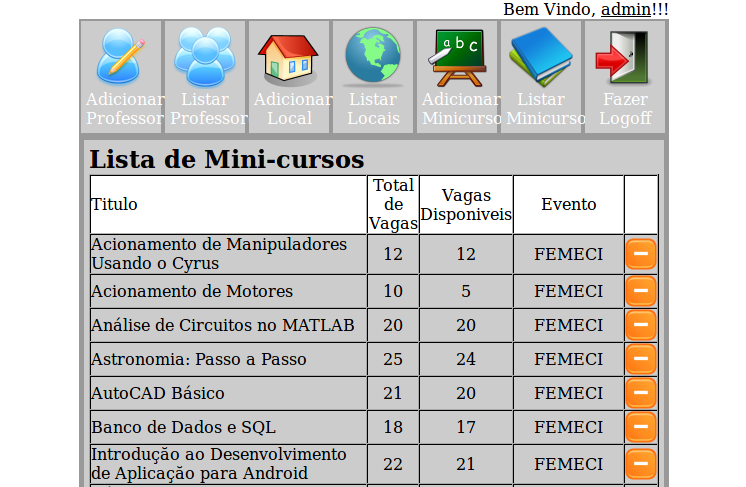 Bem Vindo, admin!!!
Adicionar Professor
Listar Professor
Adicionar Local
Listar Locais
Adicionar Minicurso
Listar Minicurso
Fazer Logoff
a b c
Lista de Mini-cursos
Titulo Total de Vagas Vagas Disponiveis Evento
Acionamento de Manipuladores Usando o Cyrus 12 12 FEMECI
Acionamento de Motores 10 5 FEMECI
Análise de Circuitos no MATLAB 20 20 FEMECI
Astronomia: Passo a Passo 25 24 FEMECI
AutoCAD Básico 21 20 FEMECI
Banco de Dados e SQL 18 17 FEMECI
Introdução ao Desenvolvimento de Aplicação para Android 22 21 FEMECI